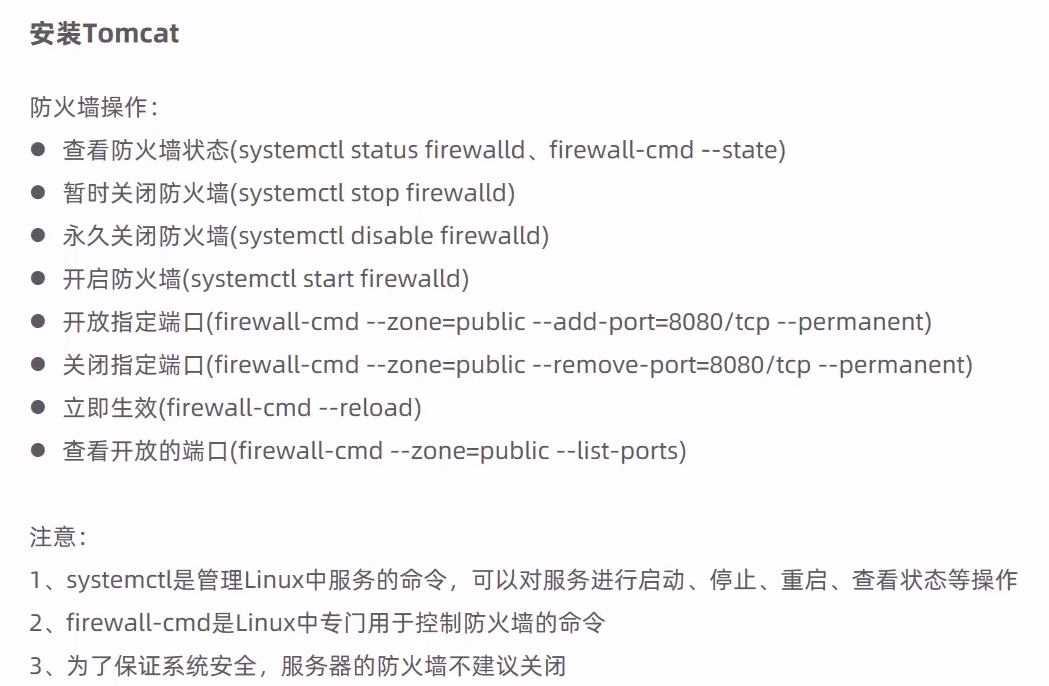 安装Tomcat
防火墙操作：
● 查看防火墙状态(systemctl status firewalld、firewall-cmd --state)
● 暂时关闭防火墙(systemctl stop firewalld)
● 永久关闭防火墙(systemctl disable firewalld)
● 开启防火墙(systemctl start firewalld)
● 开放指定端口(firewall-cmd --zone=public --add-port=8080/tcp --permanent)
● 关闭指定端口(firewall-cmd --zone=public --remove-port=8080/tcp --permanent)
● 立即生效(firewall-cmd --reload)
● 查看开放的端口(firewall-cmd --zone=public --list-ports)
注意：
1、systemctl是管理Linux中服务的命令，可以对服务进行启动、停止、重启、查看状态等操作
2、firewall-cmd是Linux中专门用于控制防火墙的命令
3、为了保证系统安全，服务器的防火墙不建议关闭